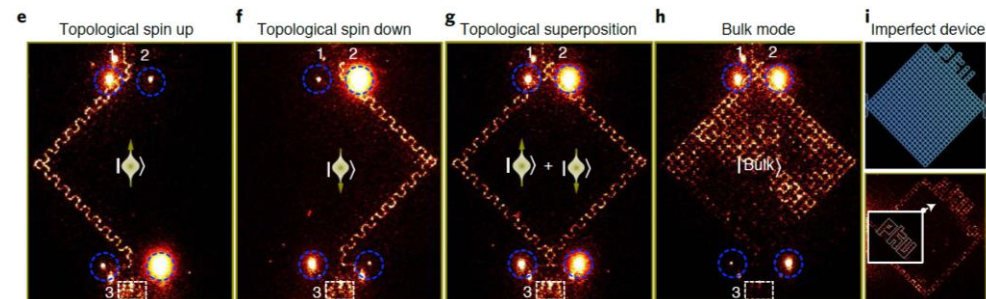 e Topological spin up
f Topological spin down
g Topological superposition
h Bulk mode
i Imperfect device
1 2
1 2
1 2
1 2
| ⟩
| ⟩
| ⟩ + | ⟩
|Bulk⟩
3
3
3
3
PKU